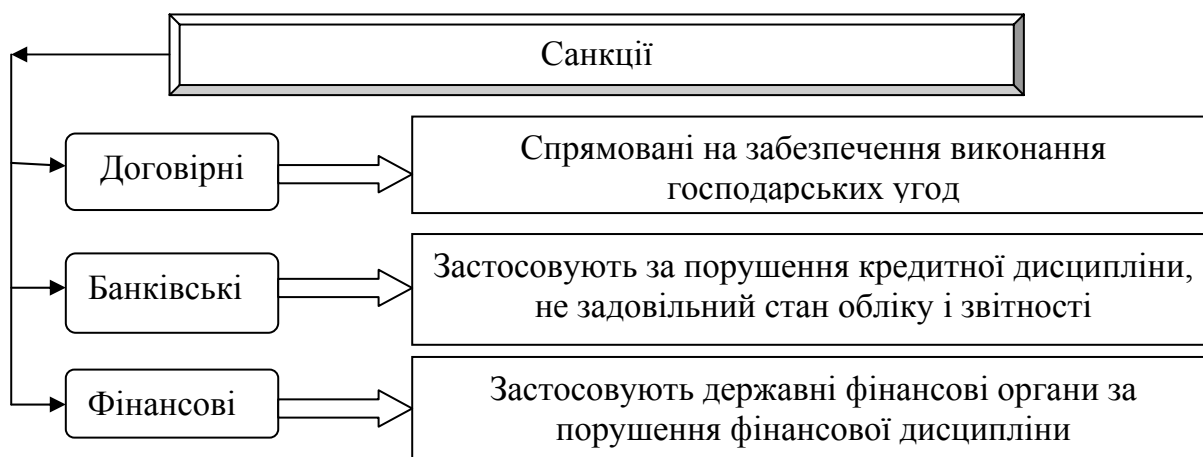 Санкції
Договірні
Спрямовані на забезпечення виконання
господарських угод
Банківські
Застосовують за порушення кредитної дисципліни,
не задовільний стан обліку і звітності
Фінансові
Застосовують державні фінансові органи за
порушення фінансової дисципліни